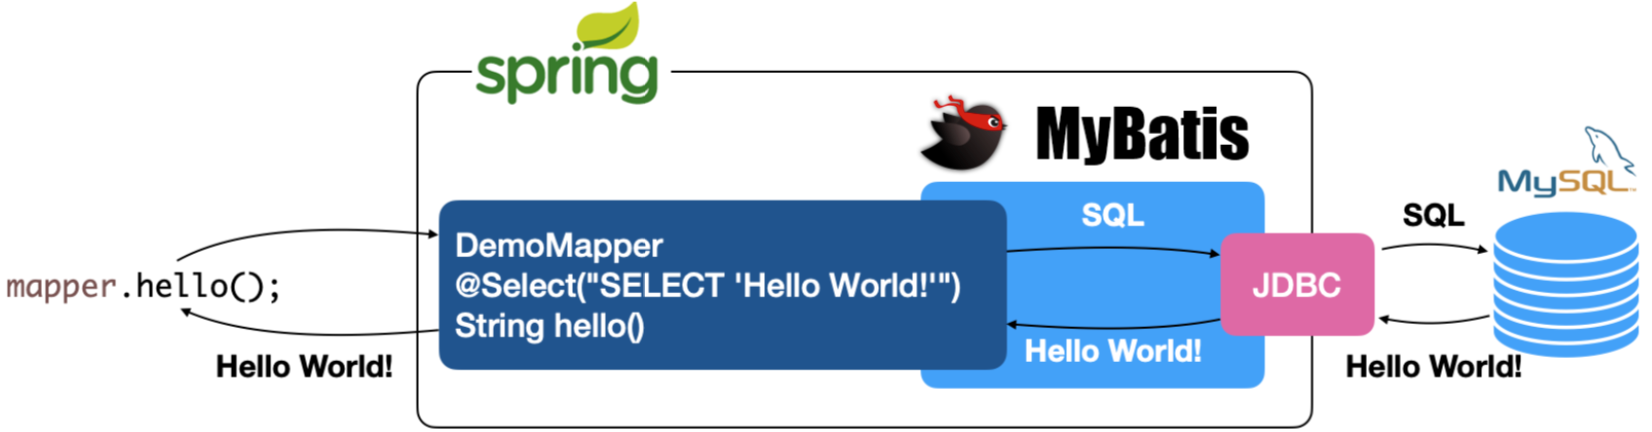 spring
MyBatis
MySQL
mapper.hello();
Hello World!
DemoMapper
@Select("SELECT 'Hello World!'")
String hello()
SQL
Hello World!
JDBC
SQL
Hello World!